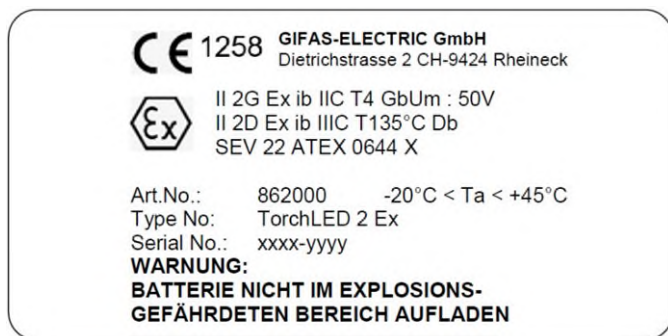 CE 1258 GIFAS-ELECTRIC GmbH
Dietrichstrasse 2 CH-9424 Rheineck
Ex II 2G Ex ib IIC T4 GbUm : 50V
II 2D Ex ib IIIC T135°C Db
SEV 22 ATEX 0644 X
Art.No.: 862000 -20°C < Ta < +45°C
Type No: TorchLED 2 Ex
Serial No.: xxxx-yyyy
WARNUNG:
BATTERIE NICHT IM EXPLOSIONS-
GEFÄHRDETEN BEREICH AUFLADEN